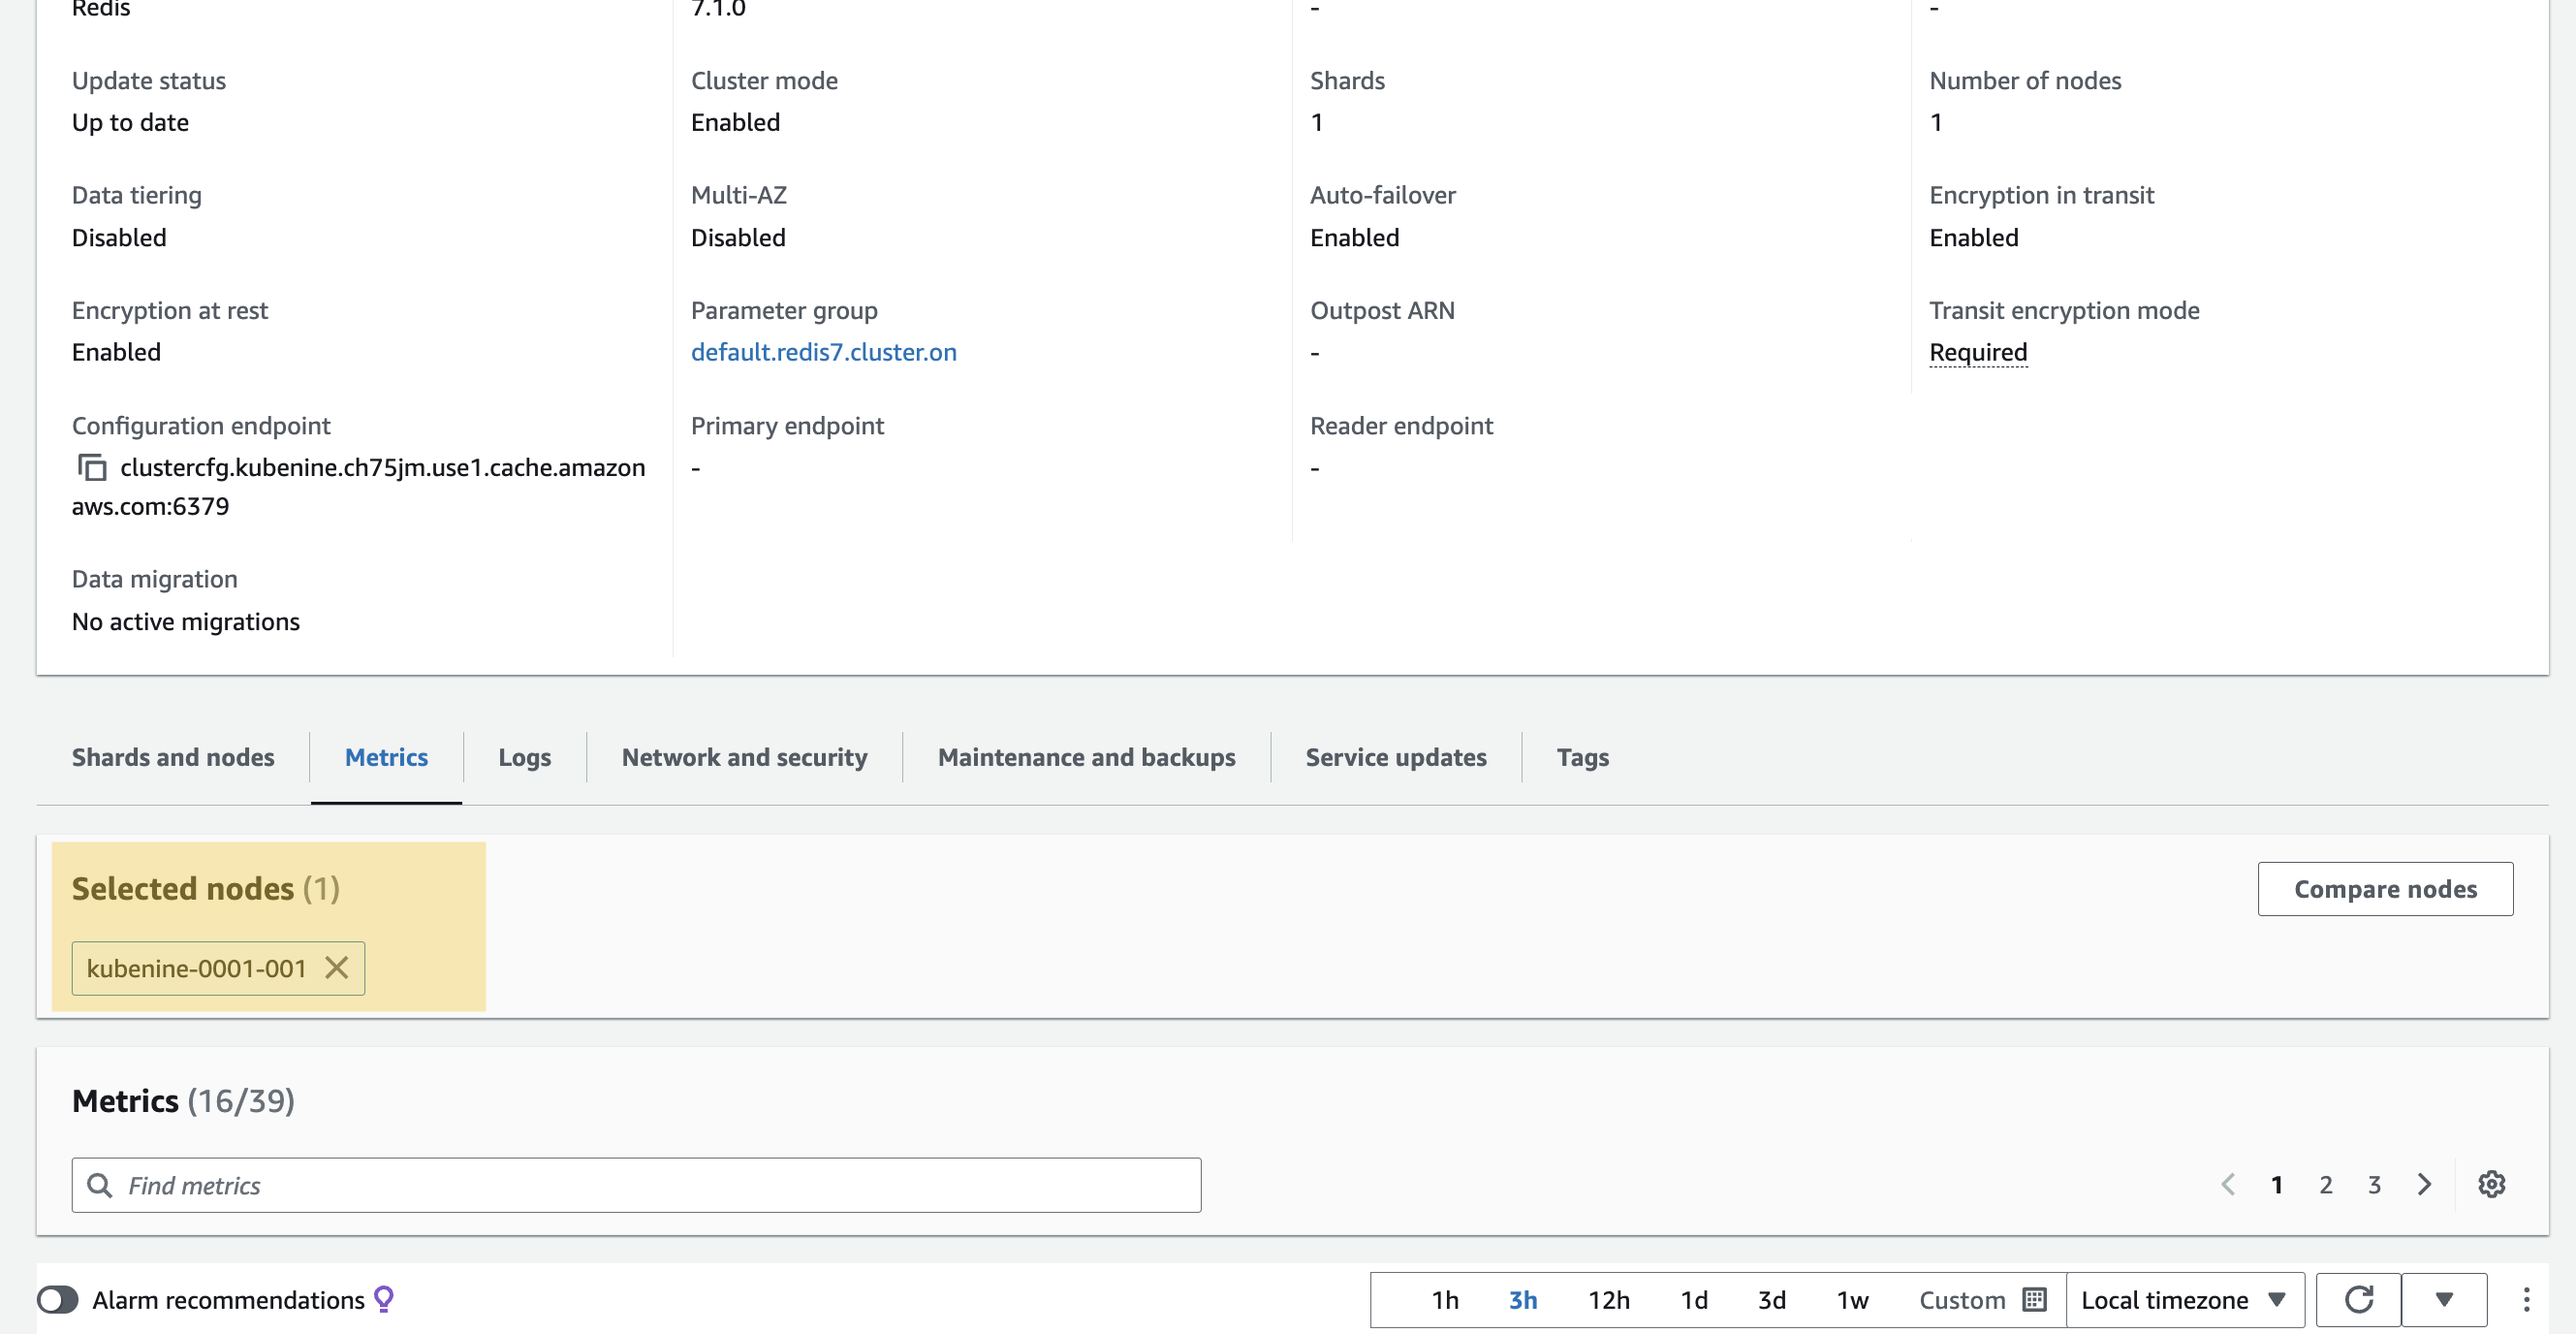 Redis
7.1.0
-
-
Update status
Cluster mode
Shards
Number of nodes
Up to date
Enabled
1
1
Data tiering
Multi-AZ
Auto-failover
Encryption in transit
Disabled
Disabled
Enabled
Enabled
Encryption at rest
Parameter group
Outpost ARN
Transit encryption mode
Enabled
default.redis7.cluster.on
-
Required
Configuration endpoint
Primary endpoint
Reader endpoint
clustercfg.kubenine.ch75jm.use1.cache.amazon
aws.com:6379
-
-
Data migration
No active migrations
Shards and nodes
Metrics
Logs
Network and security
Maintenance and backups
Service updates
Tags
Selected nodes (1)
Compare nodes
kubenine-0001-001
Metrics (16/39)
Find metrics
1 2 3
Alarm recommendations
1h 3h 12h 1d 3d 1w Custom
Local timezone